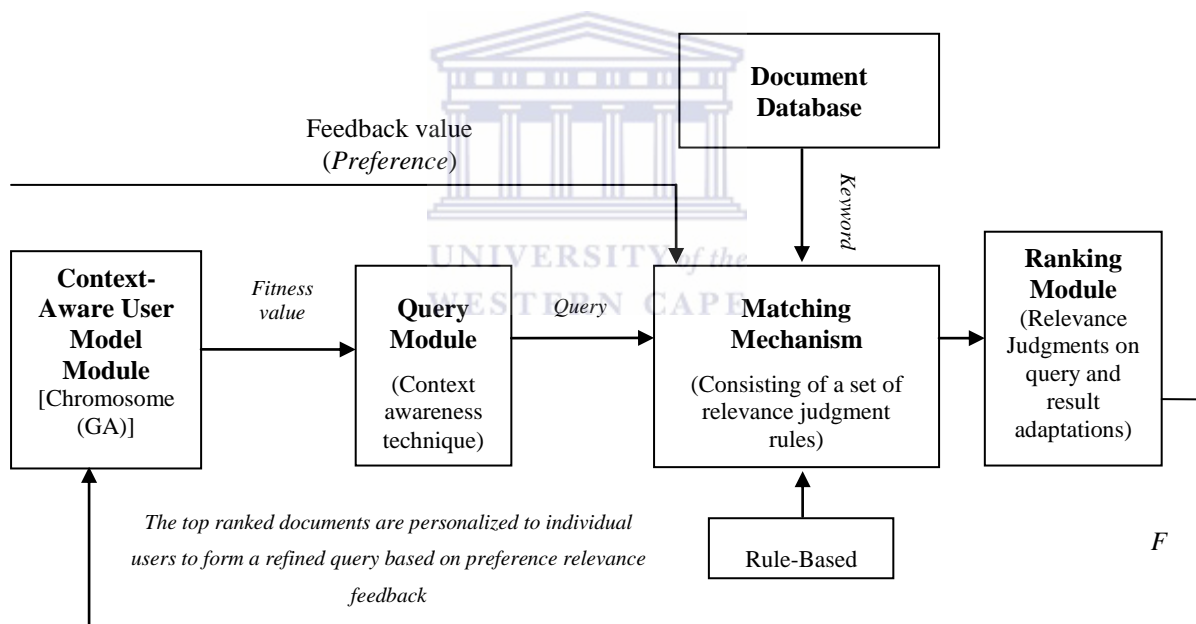 Document
Database
Feedback value
(Preference)
Keyword
UNIVERSITY of the
WESTERN CAPE
Context-
Aware User
Model
Module
[Chromosome
(GA)]
Fitness
value
Query
Module
(Context
awareness
technique)
Query
Matching
Mechanism
(Consisting of a set of
relevance judgment
rules)
Ranking
Module
(Relevance
Judgments on
query and
result
adaptations)
Rule-Based
The top ranked documents are personalized to individual
users to form a refined query based on preference relevance
feedback
F